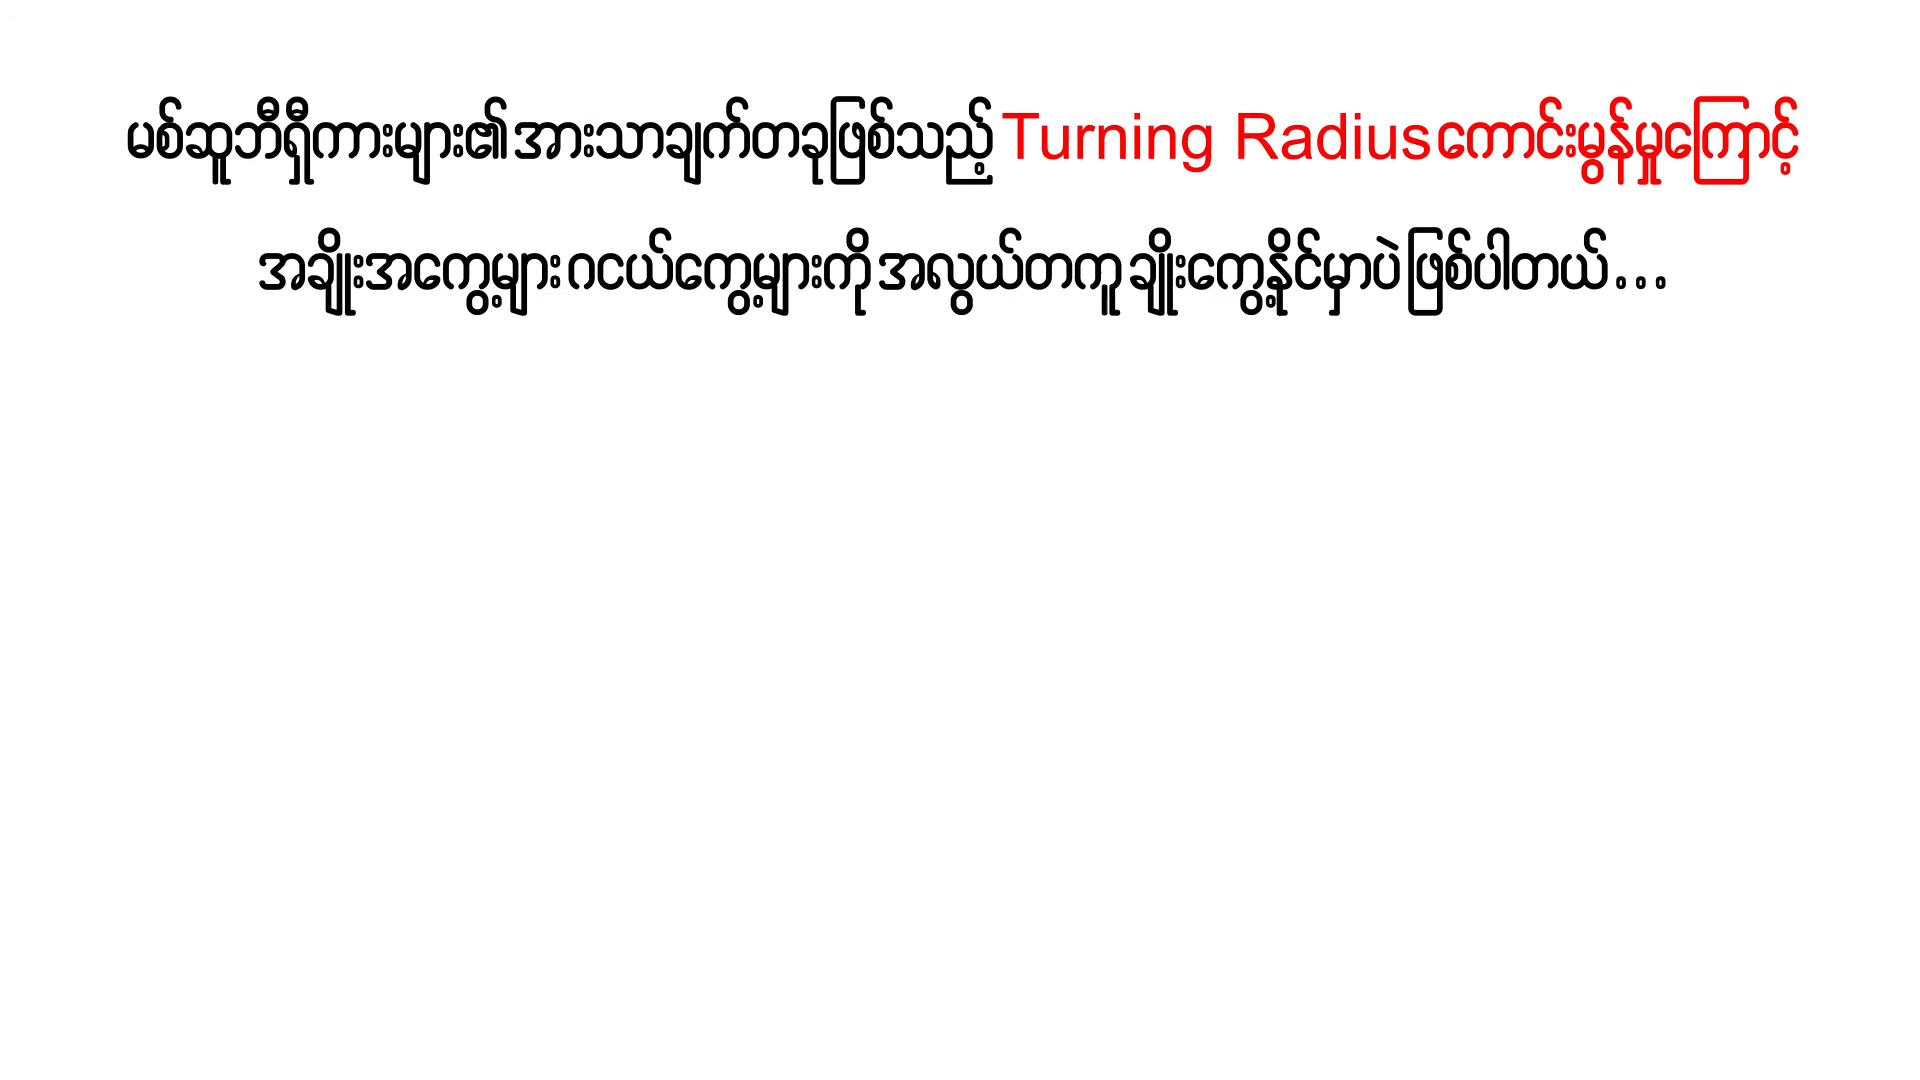 မစ်ဆူဘီရှီကားများ၏ အားသာချက်တခုဖြစ်သည့် Turning Radius ကောင်းမွန်မှုကြောင့်
အချိုးအကွေ့များ ဂငယ်ကွေ့များကို အလွယ်တကူ ချိုးကွေ့နိုင်မှာပဲ ဖြစ်ပါတယ်...